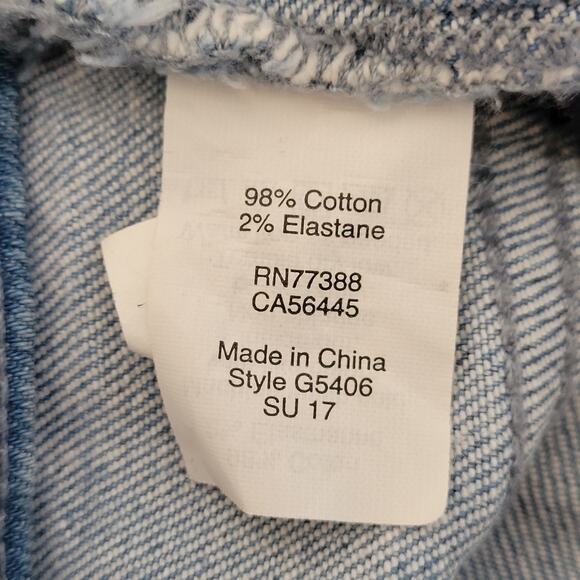 98% Cotton
2% Elastane
RN77388
CA56445
Made in China
Style G5406
SU 17